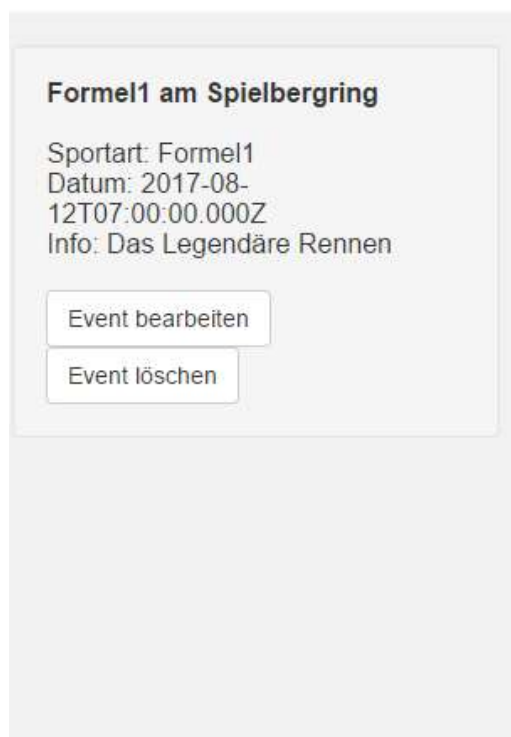 Formel1 am Spielbergring
Sportart: Formel1
Datum: 2017-08-
12T07:00:00.000Z
Info: Das Legendäre Rennen
Event bearbeiten
Event löschen